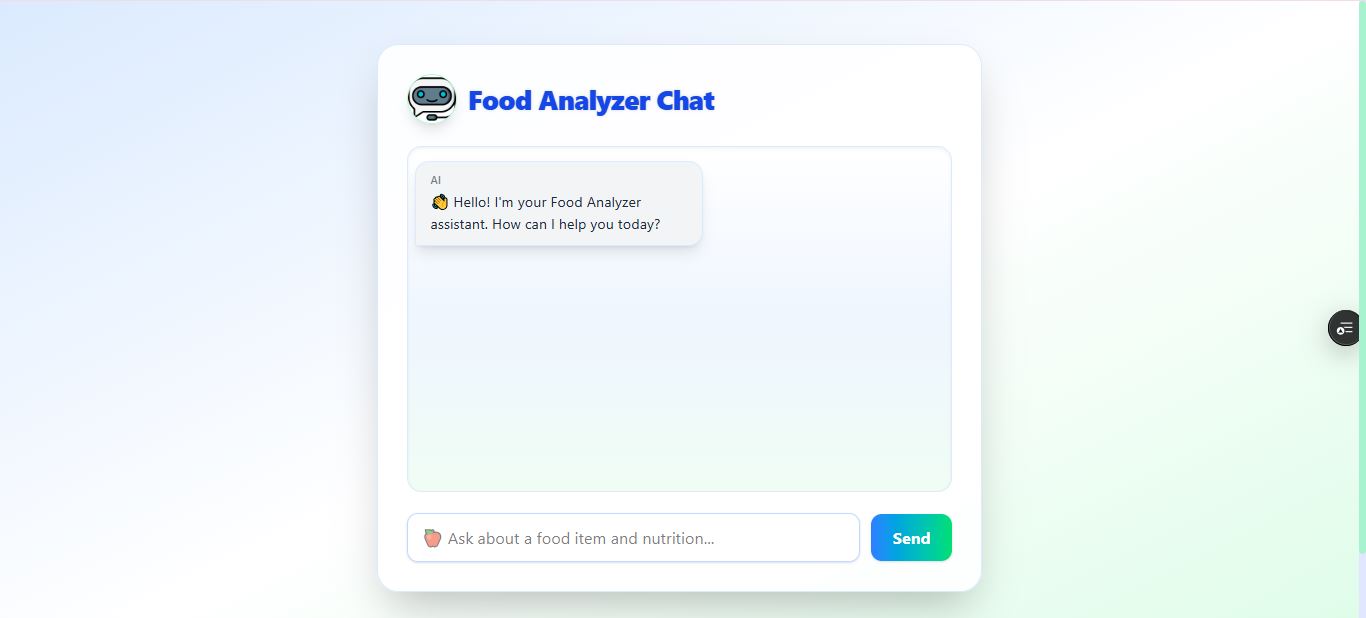 Food Analyzer Chat
AI
👋 Hello! I'm your Food Analyzer
assistant. How can I help you today?
🍎 Ask about a food item and nutrition...
Send